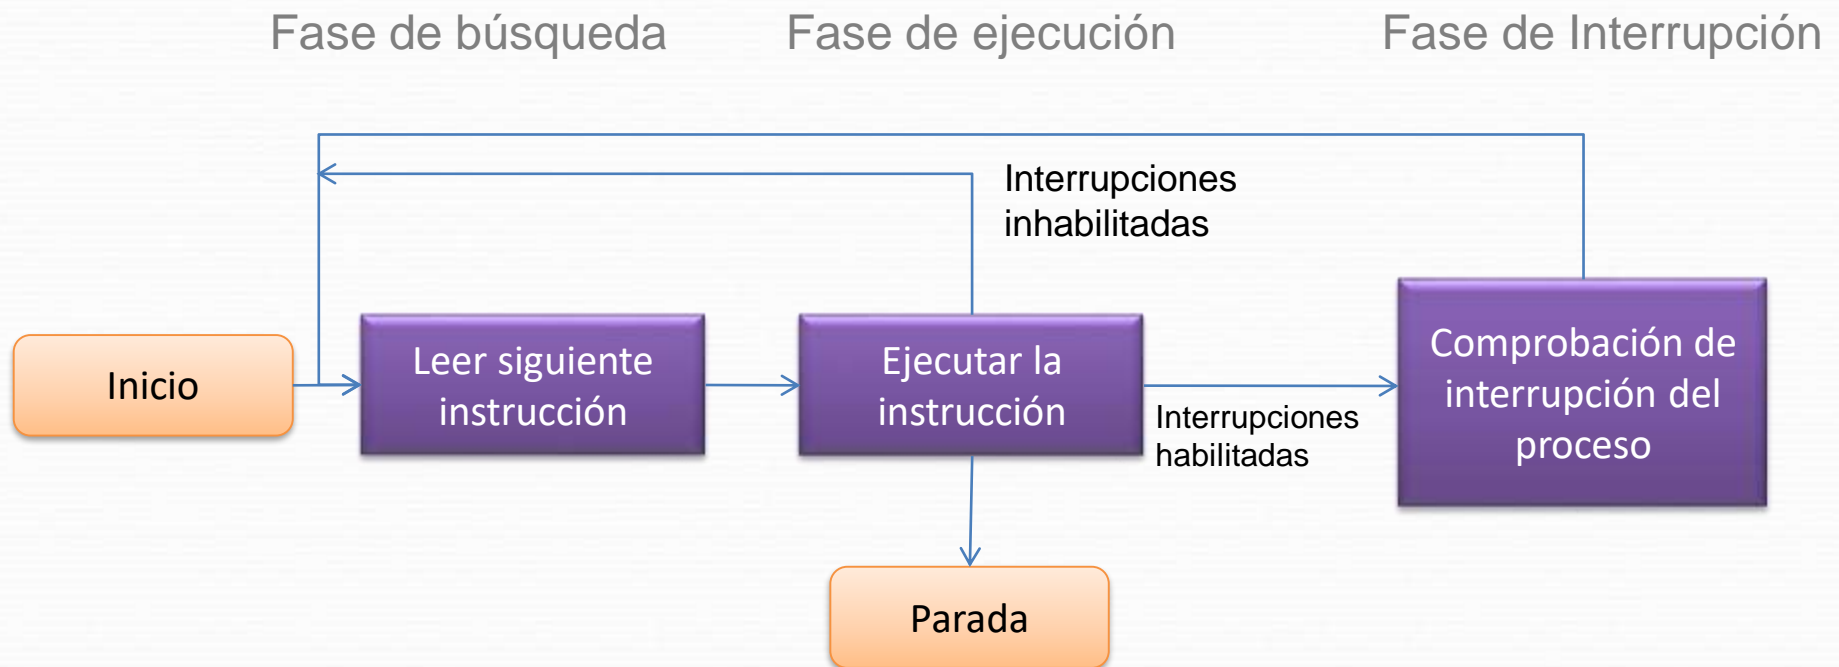 Fase de búsqueda
Fase de ejecución
Fase de Interrupción
Interrupciones
inhabilitadas
Inicio
Leer siguiente
instrucción
Ejecutar la
instrucción
Interrupciones
habilitadas
Comprobación de
interrupción del
proceso
Parada